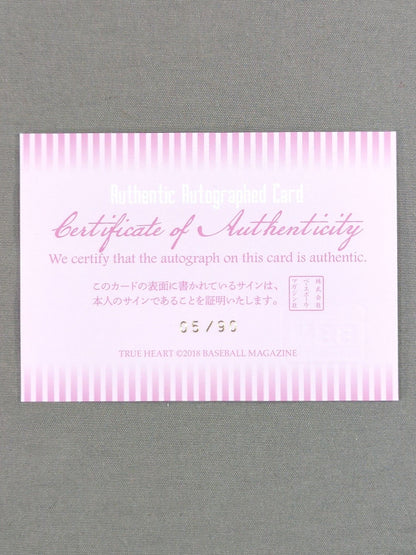 Authentic Autographed Card
Certificate of Authenticity
We certify that the autograph on this card is authentic.
このカードの表面に書かれているサインは、
本人のサインであることを証明いたします。
株式会社
ベースボール
マガジン社
05/90
TRUE HEART ©2018 BASEBALL MAGAZINE